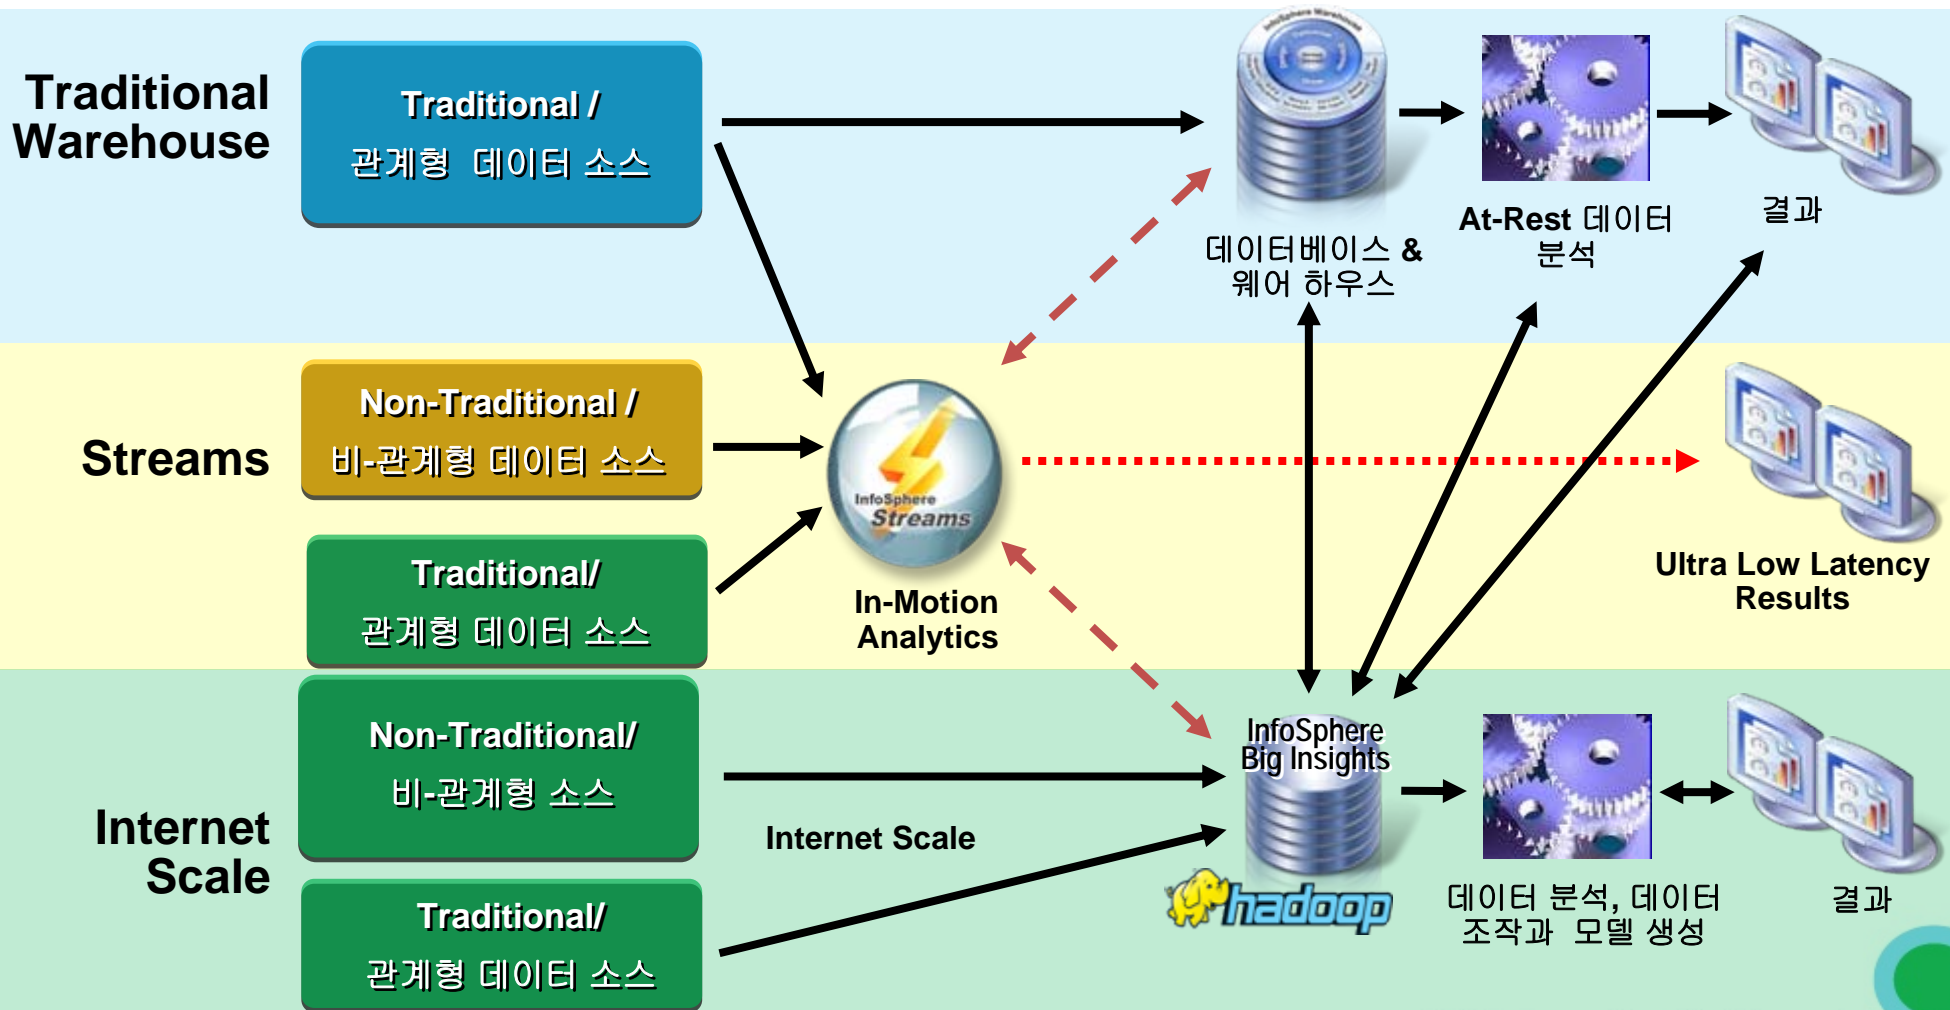 Traditional
Warehouse
Traditional /
관계형 데이터 소스
InfoSphere Warehouse
데이터베이스 &
웨어 하우스
At-Rest 데이터
분석
결과
Streams
Non-Traditional /
비-관계형 데이터 소스
Traditional/
관계형 데이터 소스
InfoSphere
Streams
In-Motion
Analytics
Ultra Low Latency
Results
Internet
Scale
Non-Traditional/
비-관계형 소스
Traditional/
관계형 데이터 소스
Internet Scale
InfoSphere
Big Insights
hadoop
데이터 분석, 데이터
조작과 모델 생성
결과